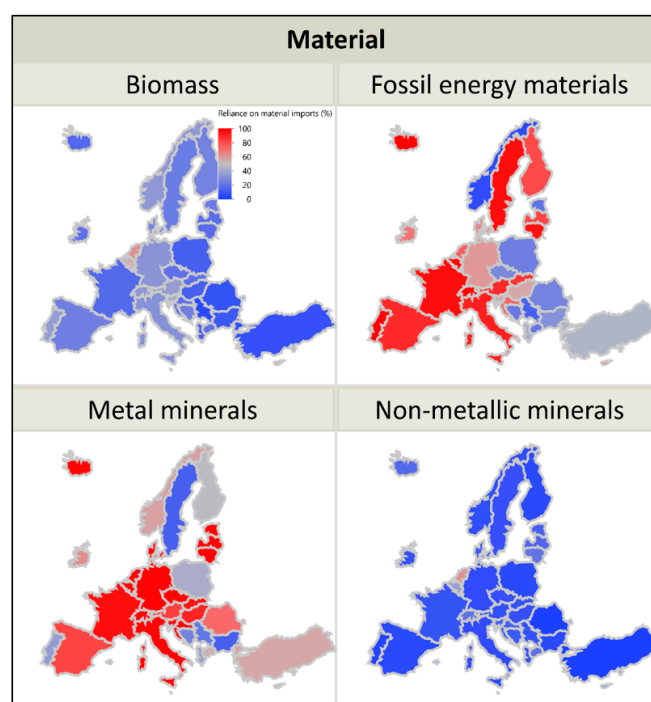 Material
Biomass
Fossil energy materials
Reliance on material imports (%)
100
80
60
40
20
0
Metal minerals
Non-metallic minerals